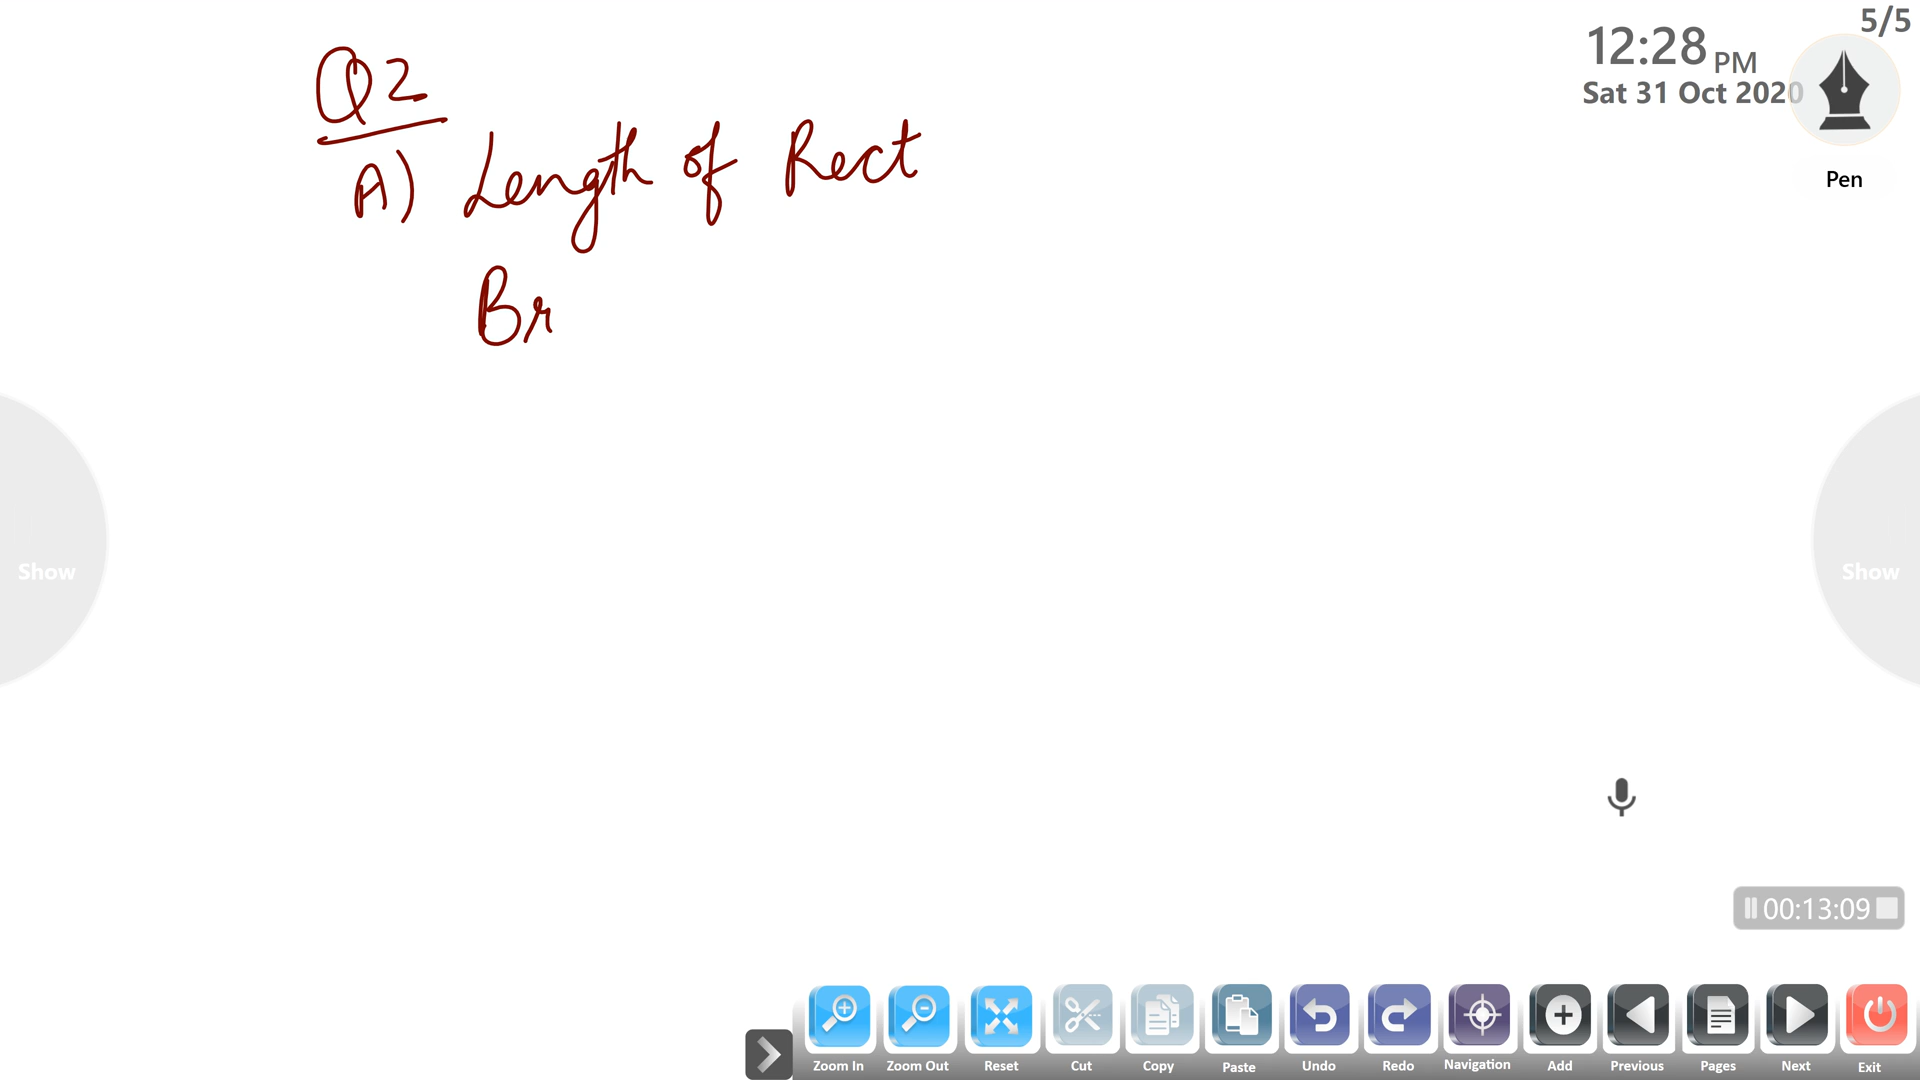 5/5
12:28 PM
Sat 31 Oct 2020
Pen
Q2
A) Length of Rect
Br
Show
Show
00:13:09
Zoom In Zoom Out Reset Cut Copy Paste Undo Redo Navigation Add Previous Pages Next Exit